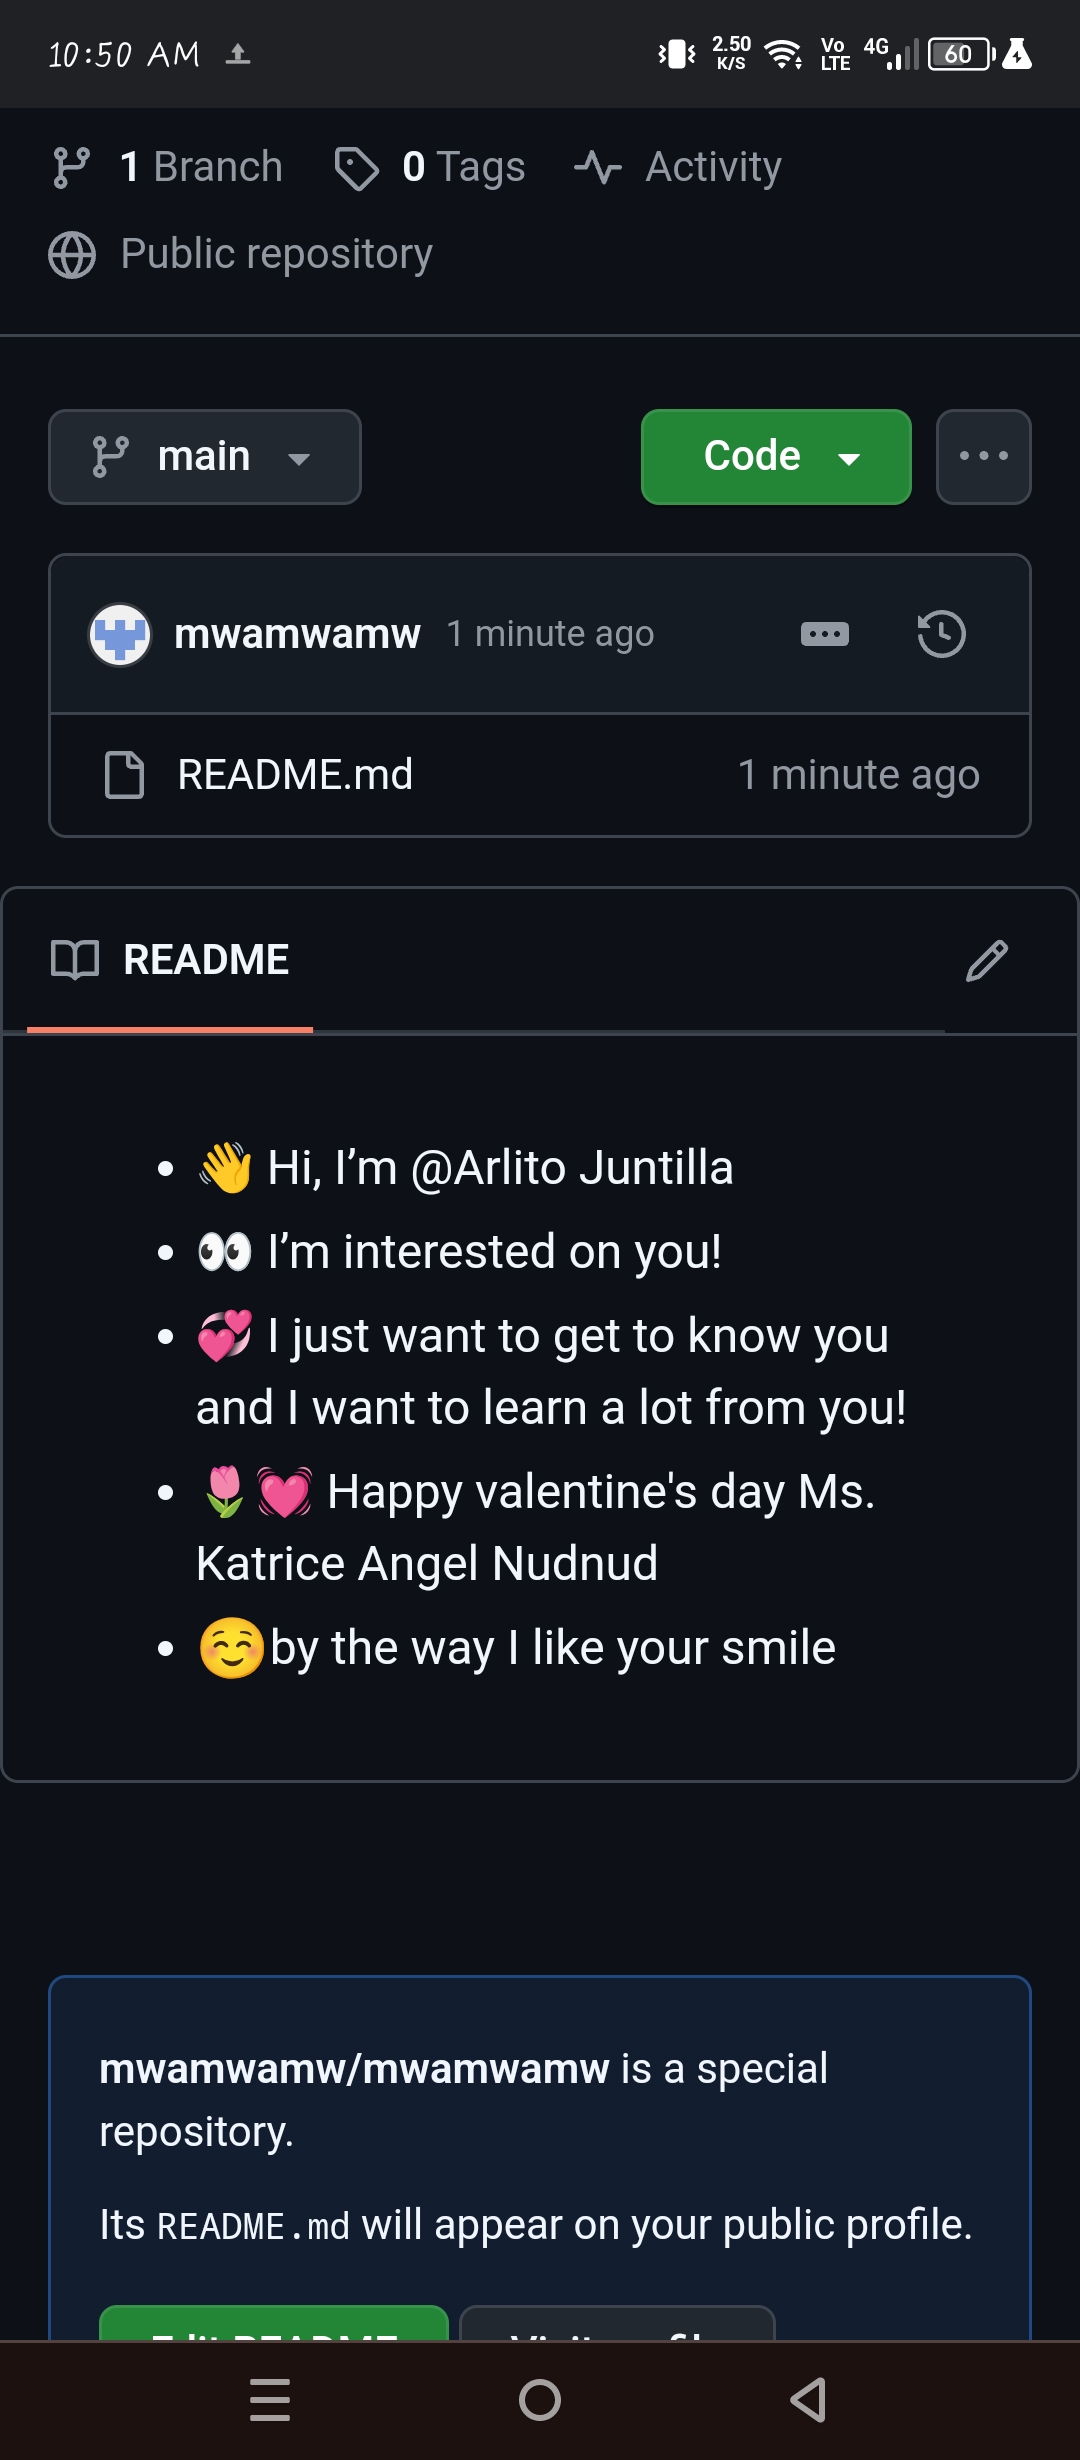 10:50 AM 2.50 K/S Vo LTE 4G 60
1 Branch 0 Tags Activity
Public repository
main Code
mwamwamw 1 minute ago
README.md 1 minute ago
README
👋 Hi, I’m @Arlito Juntilla
👀 I’m interested on you!
💞 I just want to get to know you
and I want to learn a lot from you!
🌷💓 Happy valentine's day Ms.
Katrice Angel Nudnud
☺️by the way I like your smile
mwamwamw/mwamwamw is a special
repository.
Its README.md will appear on your public profile.